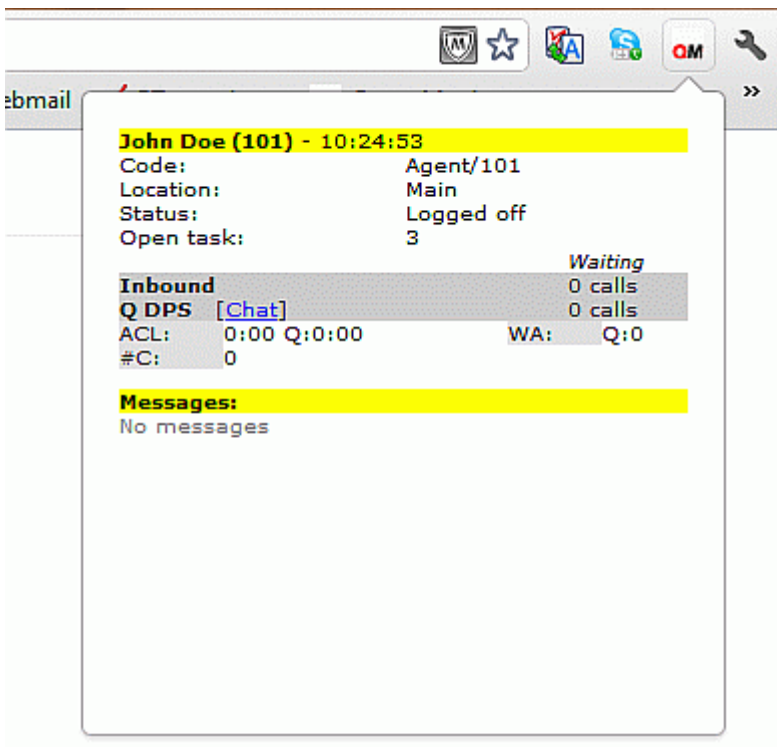 QM
ebmail
»
John Doe (101) - 10:24:53
Code: Agent/101
Location: Main
Status: Logged off
Open task: 3
Waiting
Inbound 0 calls
Q DPS [Chat] 0 calls
ACL: 0:00 Q:0:00 WA: Q:0
#C: 0
Messages:
No messages